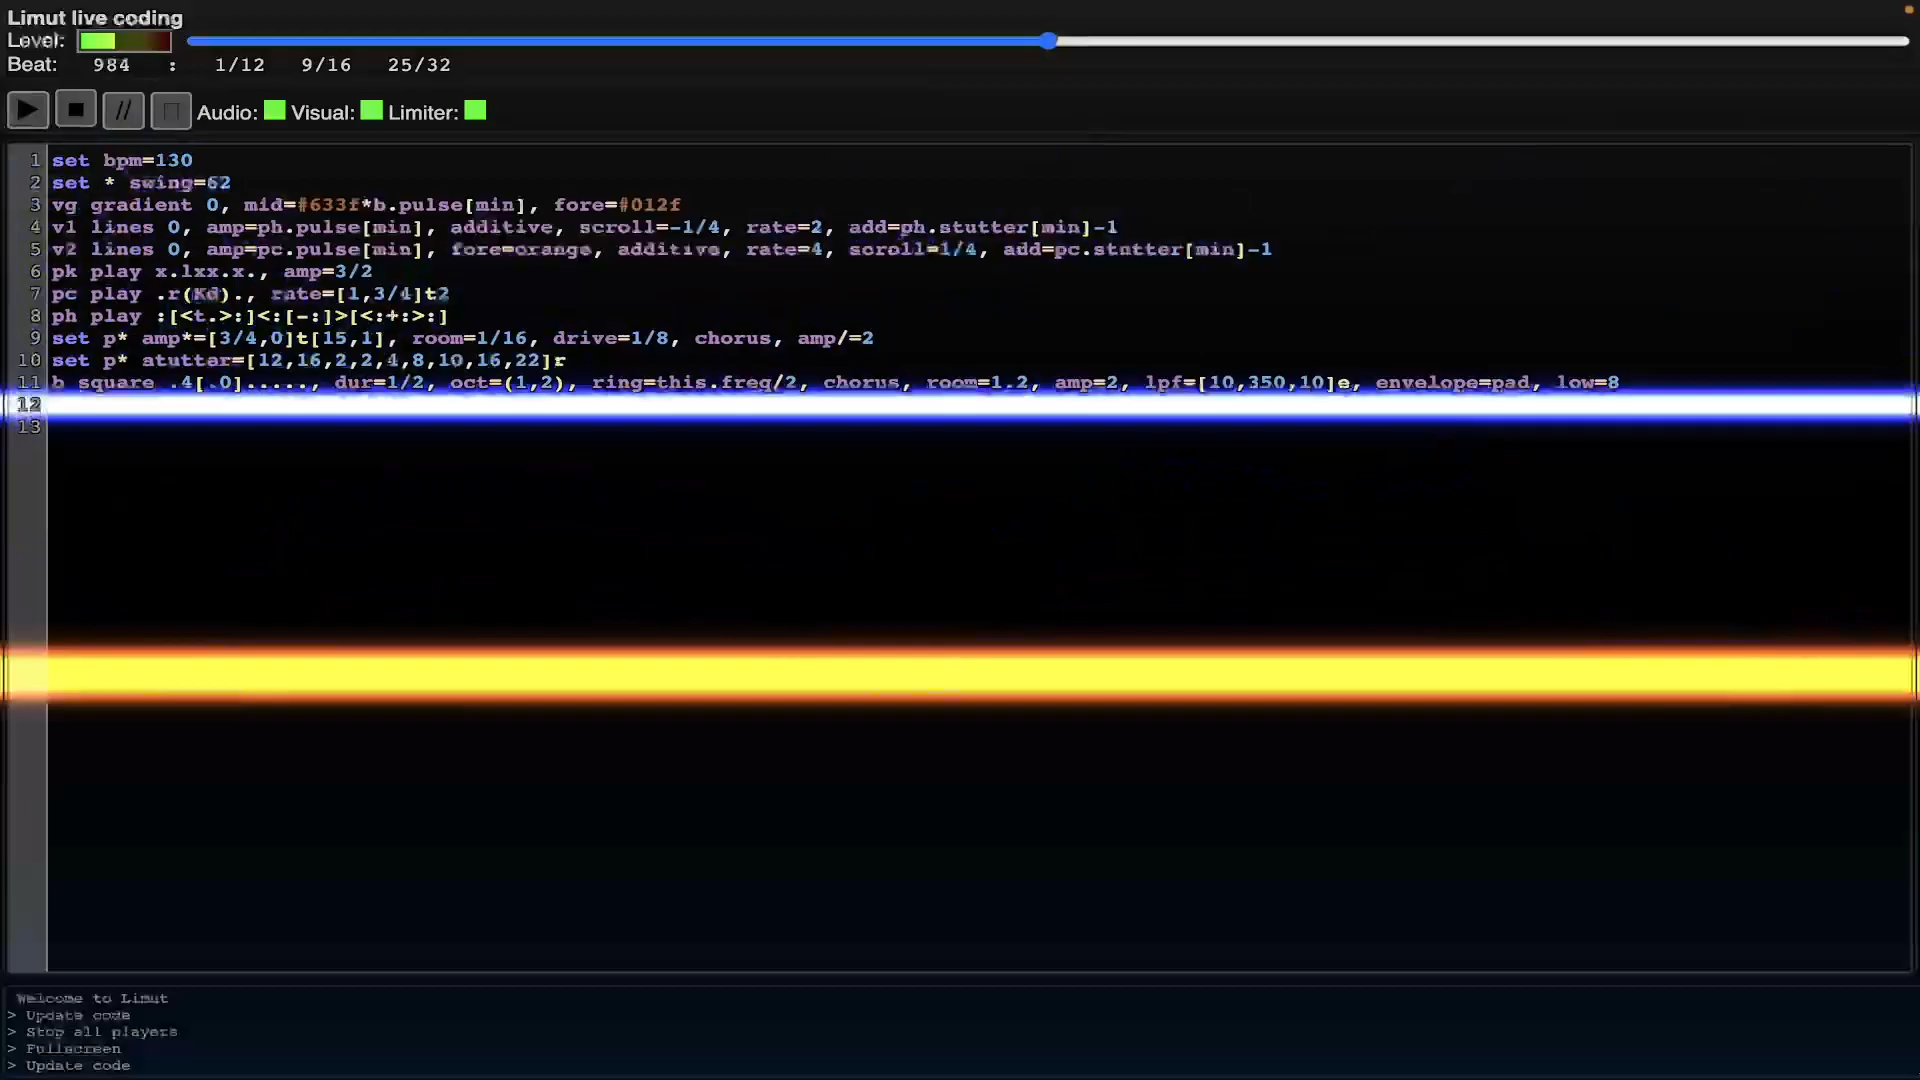 Limut live coding
Level:
Beat: 984 : 1/12 9/16 25/32
// Audio: Visual: Limiter:
1 set bpm=130
2 set * swing=62
3 vg gradient 0, mid=#633f*b.pulse[min], fore=#012f
4 v1 lines 0, amp=ph.pulse[min], additive, scroll=-1/4, rate=2, add=ph.stutter[min]-1
5 v2 lines 0, amp=pc.pulse[min], fore=orange, additive, rate=4, scroll=1/4, add=pc.stutter[min]-1
6 pk play x.lxx.x., amp=3/2
7 pc play .r(Kd)., rate=[1,3/4]t2
8 ph play :[<t.>:]<:[-:]>[<:+:>:]
9 set p* amp*=[3/4,0]t[15,1], room=1/16, drive=1/8, chorus, amp/=2
10 set p* stutter=[12,16,2,2,4,8,10,16,22]r
11 b square .4[.0]....., dur=1/2, oct=(1,2), ring=this.freq/2, chorus, room=1.2, amp=2, lpf=[10,350,10]e, envelope=pad, low=8
12
13
Welcome to Limut
> Update code
> Stop all players
> Fullscreen
> Update code